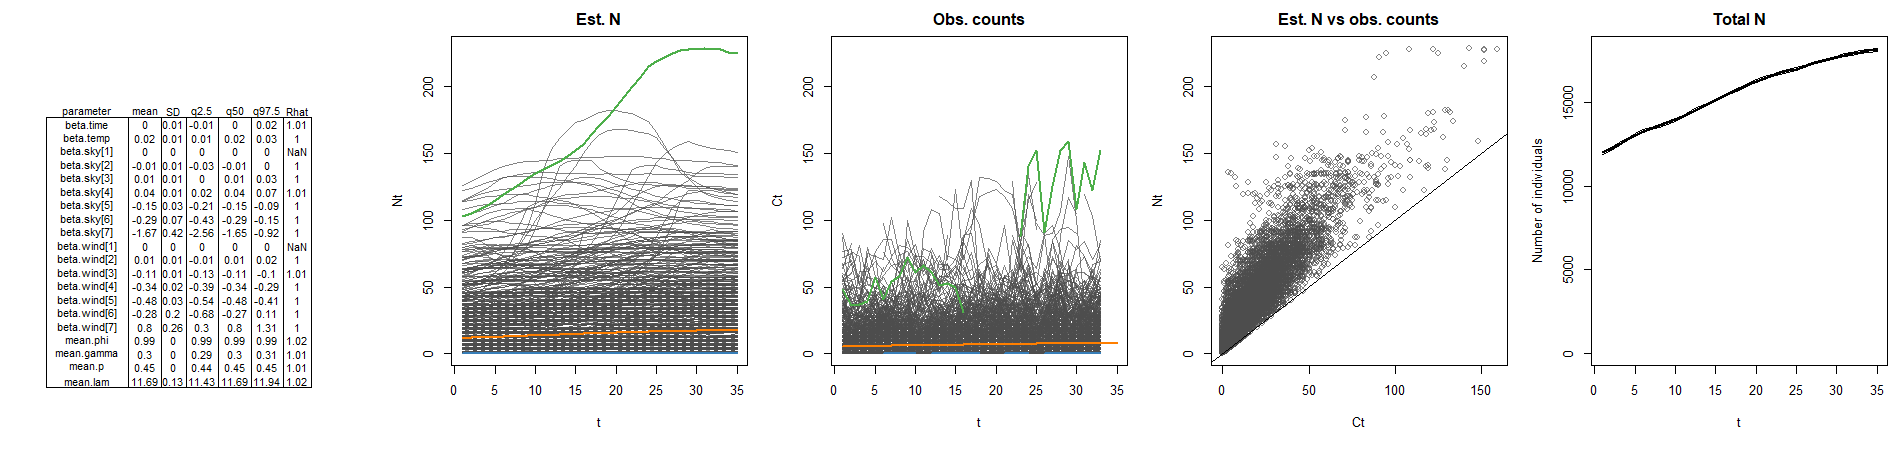 parameter mean SD q2.5 q50 q97.5 Rhat
beta.time 0 0.01 -0.01 0 0.02 1.01
beta.temp 0.02 0.01 0.01 0.02 0.03 1
beta.sky[1] 0 0 0 0 0 NaN
beta.sky[2] -0.01 0.01 -0.03 -0.01 0 1
beta.sky[3] 0.01 0.01 0 0.01 0.03 1
beta.sky[4] 0.04 0.01 0.02 0.04 0.07 1.01
beta.sky[5] -0.15 0.03 -0.21 -0.15 -0.09 1
beta.sky[6] -0.29 0.07 -0.43 -0.29 -0.15 1
beta.sky[7] -1.67 0.42 -2.56 -1.65 -0.92 1
beta.wind[1] 0 0 0 0 0 NaN
beta.wind[2] 0.01 0.01 -0.01 0.01 0.02 1
beta.wind[3] -0.11 0.01 -0.13 -0.11 -0.1 1.01
beta.wind[4] -0.34 0.02 -0.39 -0.34 -0.29 1
beta.wind[5] -0.48 0.03 -0.54 -0.48 -0.41 1
beta.wind[6] -0.28 0.2 -0.68 -0.27 0.11 1
beta.wind[7] 0.8 0.26 0.3 0.8 1.31 1
mean.phi 0.99 0 0.99 0.99 0.99 1.02
mean.gamma 0.3 0 0.29 0.3 0.31 1.01
mean.p 0.45 0 0.44 0.45 0.45 1.01
mean.lam 11.69 0.13 11.43 11.69 11.94 1.02
Est. N
Nt
200
150
100
50
0
0 5 10 15 20 25 30 35
t
Obs. counts
Ct
200
150
100
50
0
0 5 10 15 20 25 30 35
t
Est. N vs obs. counts
Nt
200
150
100
50
0
0 50 100 150
Ct
Total N
Number of individuals
15000
10000
5000
0
0 5 10 15 20 25 30 35
t